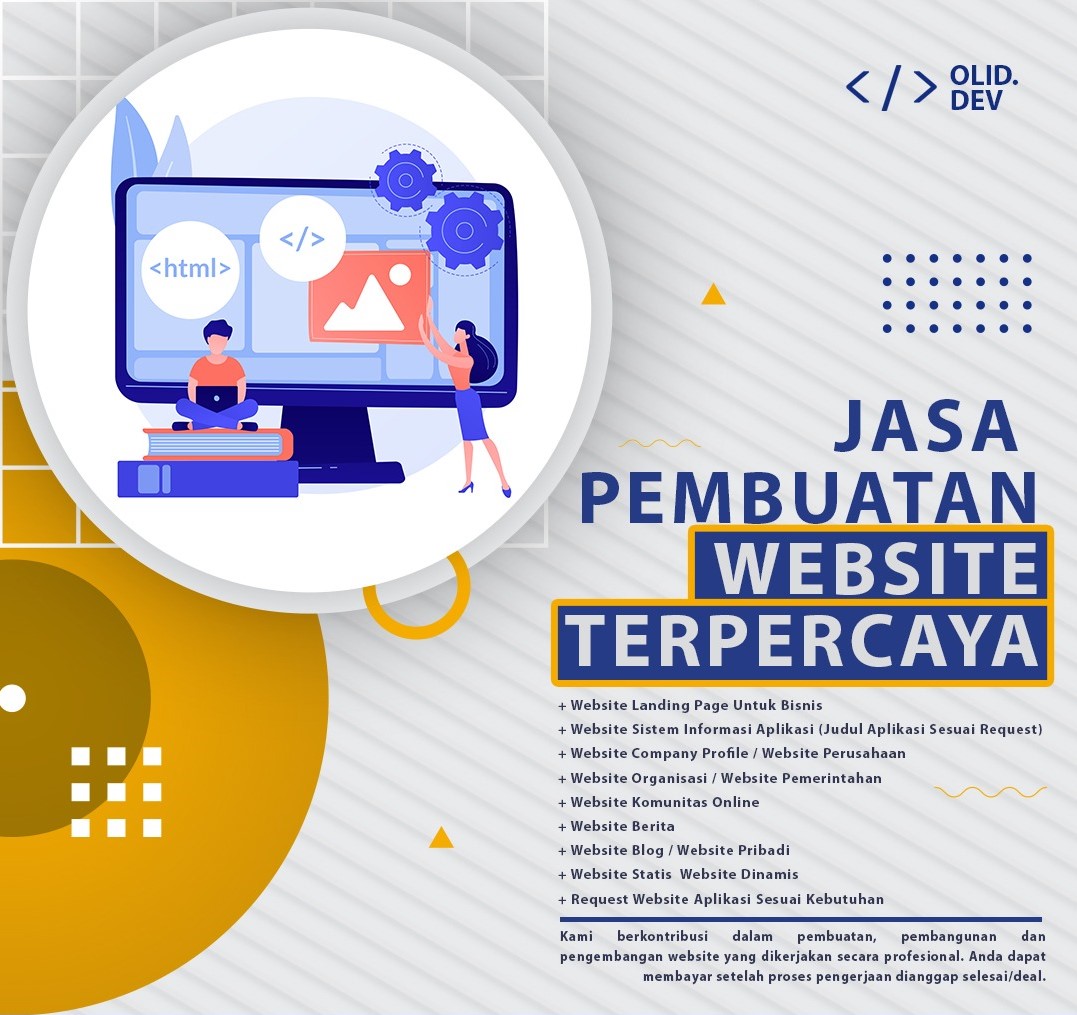 </> OLID.
DEV
<html>
</>
JASA
PEMBUATAN
WEBSITE
TERPERCAYA
+ Website Landing Page Untuk Bisnis
+ Website Sistem Informasi Aplikasi (Judul Aplikasi Sesuai Request)
+ Website Company Profile / Website Perusahaan
+ Website Organisasi / Website Pemerintahan
+ Website Komunitas Online
+ Website Berita
+ Website Blog / Website Pribadi
+ Website Statis Website Dinamis
+ Request Website Aplikasi Sesuai Kebutuhan
Kami berkontribusi dalam pembuatan, pembangunan dan
pengembangan website yang dikerjakan secara profesional. Anda dapat
membayar setelah proses pengerjaan dianggap selesai/deal.